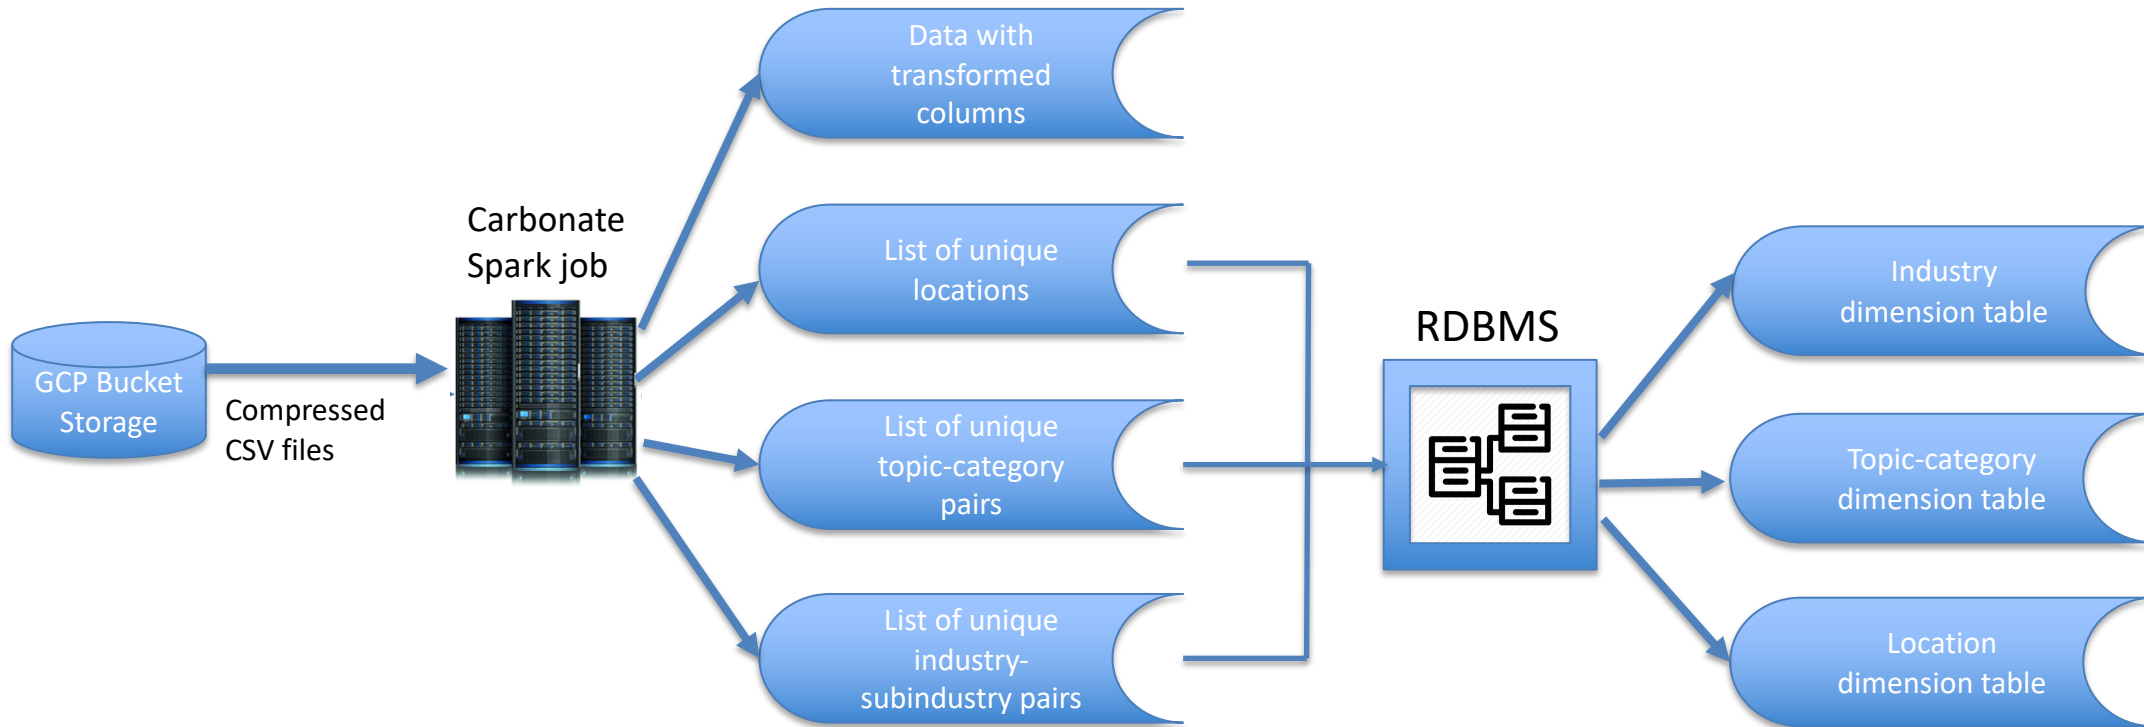 GCP Bucket
Storage
Compressed
CSV files
Carbonate
Spark job
Data with
transformed
columns
List of unique
locations
List of unique
topic-category
pairs
List of unique
industry-
subindustry pairs
RDBMS
Industry
dimension table
Topic-category
dimension table
Location
dimension table